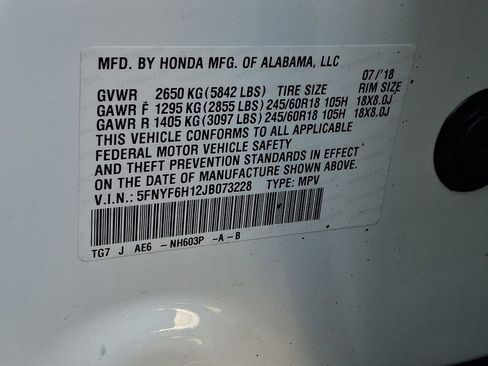 MFD. BY HONDA MFG. OF ALABAMA, LLC
07/'18
GVWR 2650 KG (5842 LBS) TIRE SIZE RIM SIZE
GAWR F 1295 KG (2855 LBS) 245/60R18 105H 18X8.0J
GAWR R 1405 KG (3097 LBS) 245/60R18 105H 18X8.0J
THIS VEHICLE CONFORMS TO ALL APPLICABLE
FEDERAL MOTOR VEHICLE SAFETY
AND THEFT PREVENTION STANDARDS IN EFFECT
ON THE DATE OF MANUFACTURE SHOWN ABOVE.
V.I.N.: 5FNYF6H12JB073228 TYPE: MPV
TG7 J AE6 -NH603P -A-B